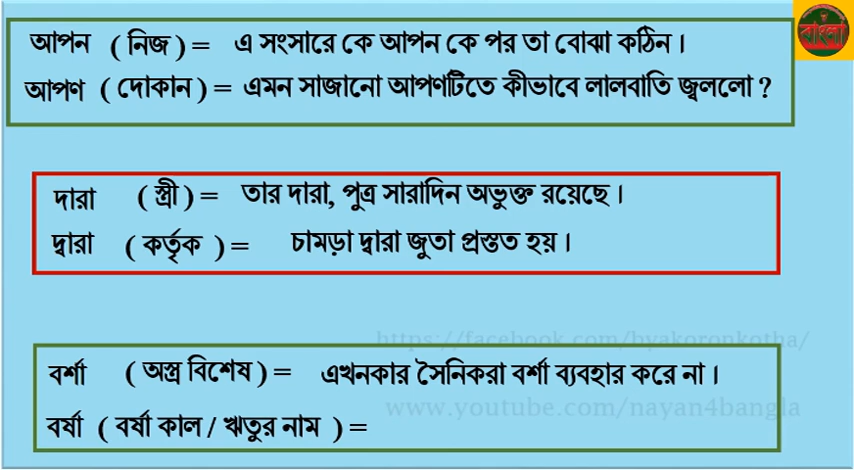 বাংলা
আপন ( নিজ ) = এ সংসারে কে আপন কে পর তা বোঝা কঠিন।
আপণ ( দোকান ) = এমন সাজানো আপণটিতে কীভাবে লালবাতি জ্বললো ?
দারা ( স্ত্রী ) = তার দারা, পুত্র সারাদিন অভুক্ত রয়েছে।
দ্বারা ( কর্তৃক ) = চামড়া দ্বারা জুতা প্রস্তত হয়।
https://facebook.com/byakoronkotha/
বর্শা ( অস্ত্র বিশেষ ) = এখনকার সৈনিকরা বর্শা ব্যবহার করে না।
www.youtube.com/nayan4bangla
বর্ষা ( বর্ষা কাল / ঋতুর নাম ) =